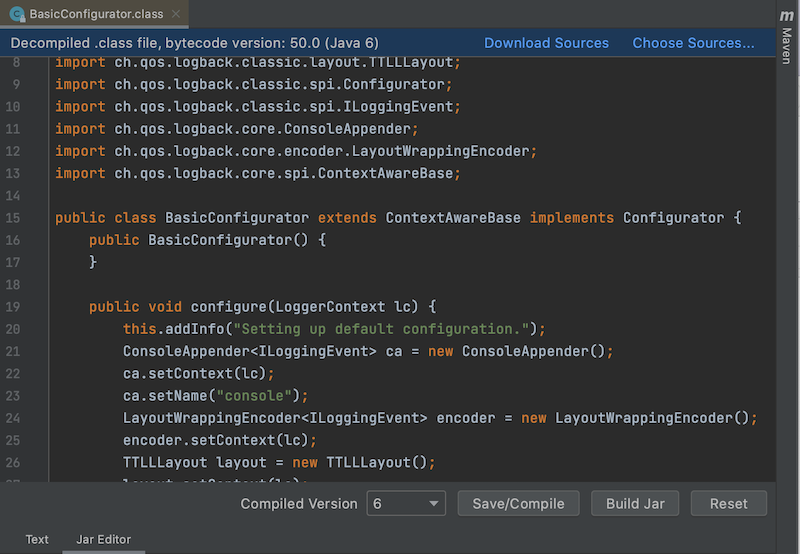 BasicConfigurator.class
m
Maven
Decompiled .class file, bytecode version: 50.0 (Java 6)
Download Sources
Choose Sources...
8 import ch.qos.logback.classic.layout.TTLLLayout;
9 import ch.qos.logback.classic.spi.Configurator;
10 import ch.qos.logback.classic.spi.ILoggingEvent;
11 import ch.qos.logback.core.ConsoleAppender;
12 import ch.qos.logback.core.encoder.LayoutWrappingEncoder;
13 import ch.qos.logback.core.spi.ContextAwareBase;
14
15 public class BasicConfigurator extends ContextAwareBase implements Configurator {
16 public BasicConfigurator() {
17 }
18
19 public void configure(LoggerContext lc) {
20 this.addInfo("Setting up default configuration.");
21 ConsoleAppender<ILoggingEvent> ca = new ConsoleAppender();
22 ca.setContext(lc);
23 ca.setName("console");
24 LayoutWrappingEncoder<ILoggingEvent> encoder = new LayoutWrappingEncoder();
25 encoder.setContext(lc);
26 TTLLLayout layout = new TTLLLayout();
27 layout.setContext(lc);
Compiled Version 6 Save/Compile Build Jar Reset
Text Jar Editor